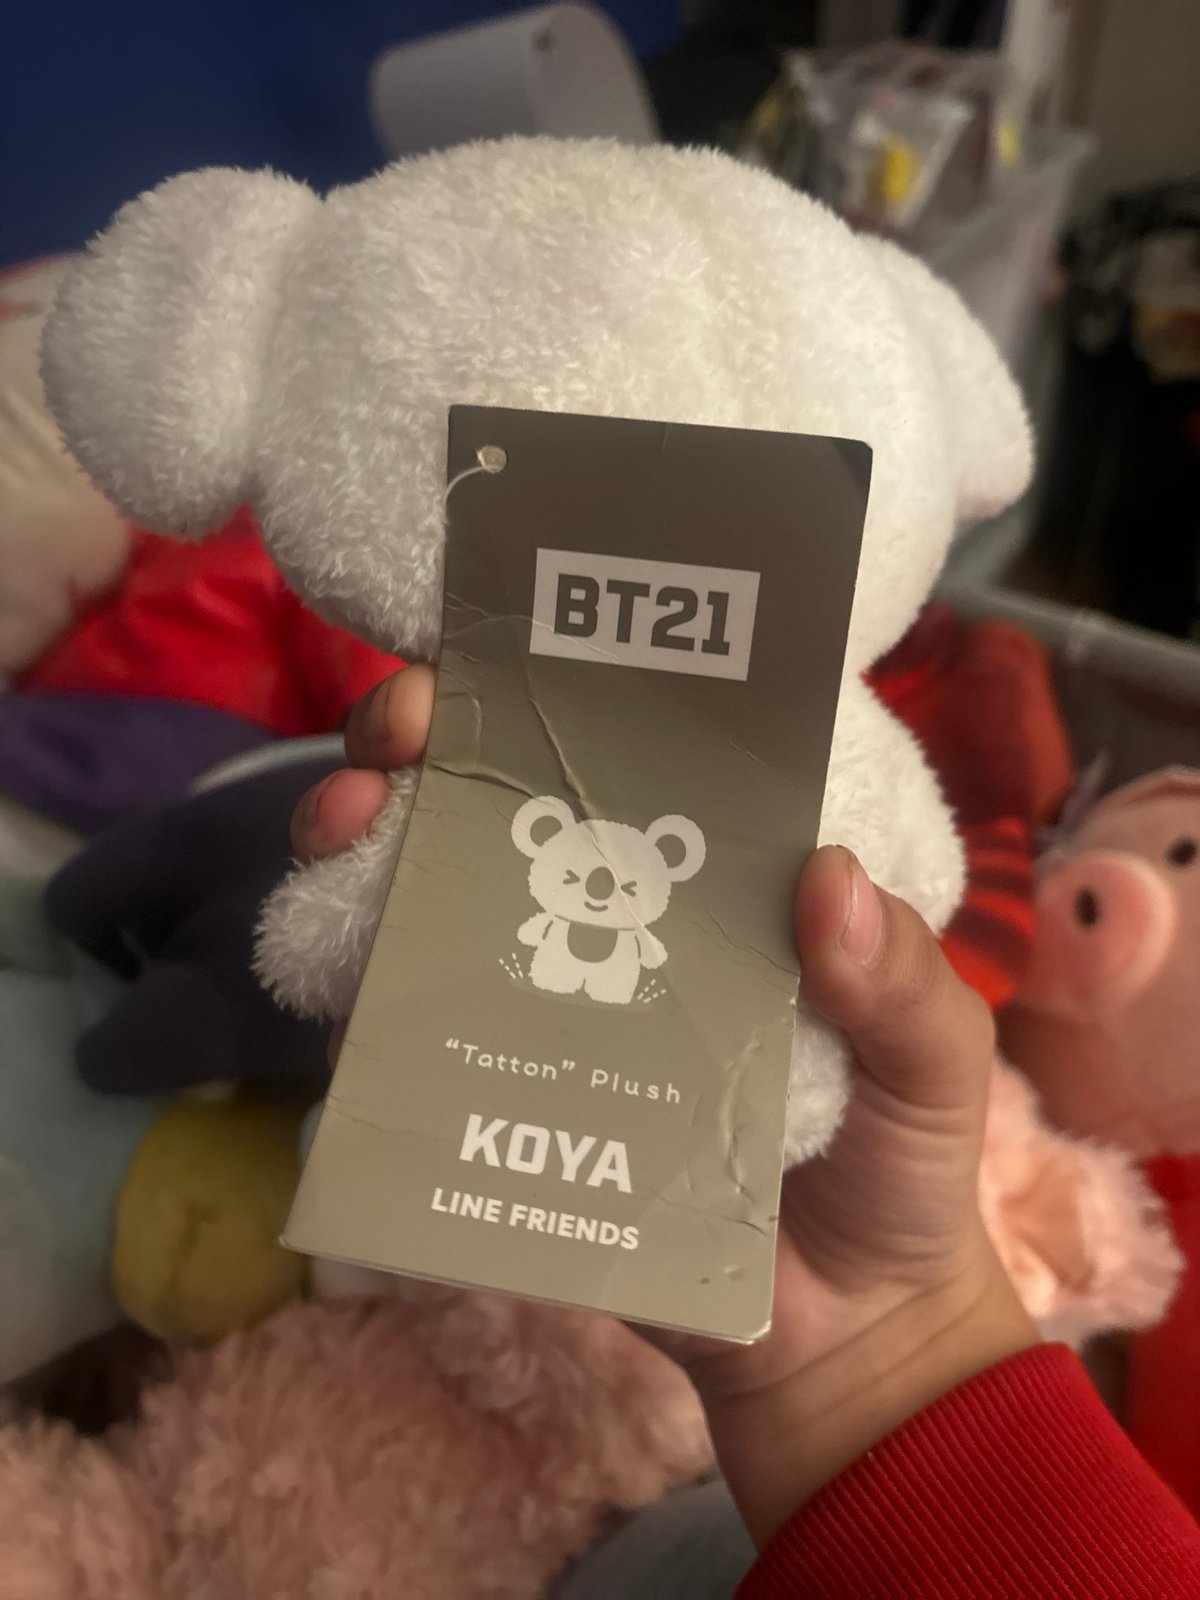 BT21
“Tatton” Plush
KOYA
LINE FRIENDS